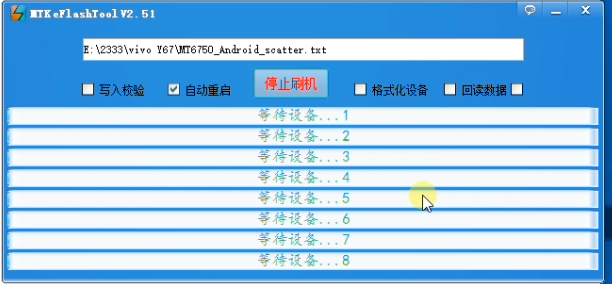 MTKeFlashTool V2.51
E:\2333\vivo Y67\MT6750_Android_scatter.txt
写入校验 自动重启 停止刷机 格式化设备 回读数据
等待设备...1
等待设备...2
等待设备...3
等待设备...4
等待设备...5
等待设备...6
等待设备...7
等待设备...8